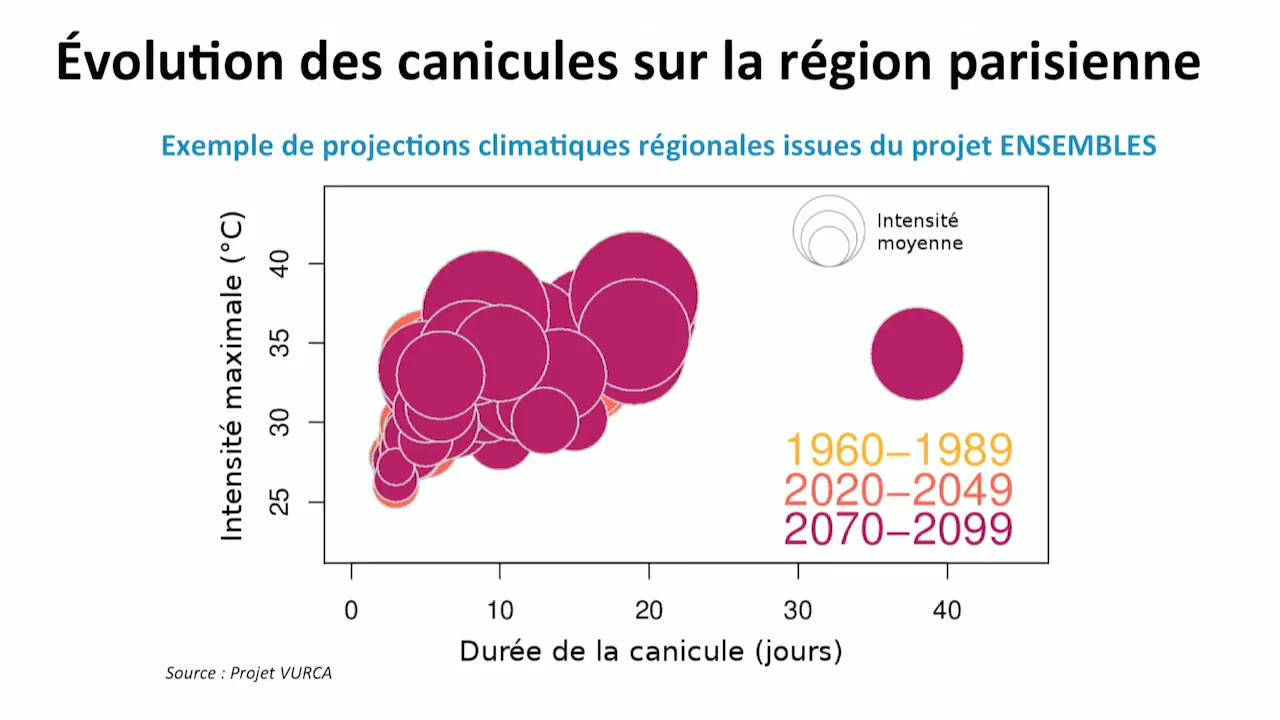 Évolution des canicules sur la région parisienne
Exemple de projections climatiques régionales issues du projet ENSEMBLES
Intensité
moyenne
Intensité maximale (°C)
40
35
30
25
1960–1989
2020–2049
2070–2099
0 10 20 30 40
Durée de la canicule (jours)
Source : Projet VURCA